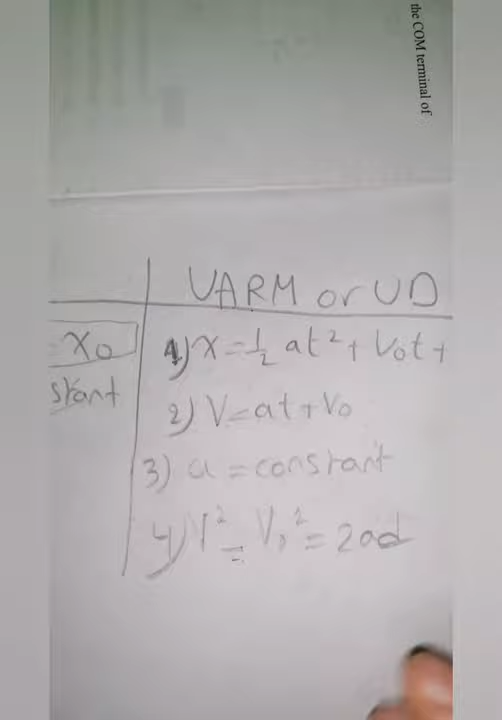 the COM terminal of
UARM or UD
x₀
1) x = 1/2 at² + V₀t +
stant
2) V = at + V₀
3) a = constant
4) V² - V₀² = 2ad